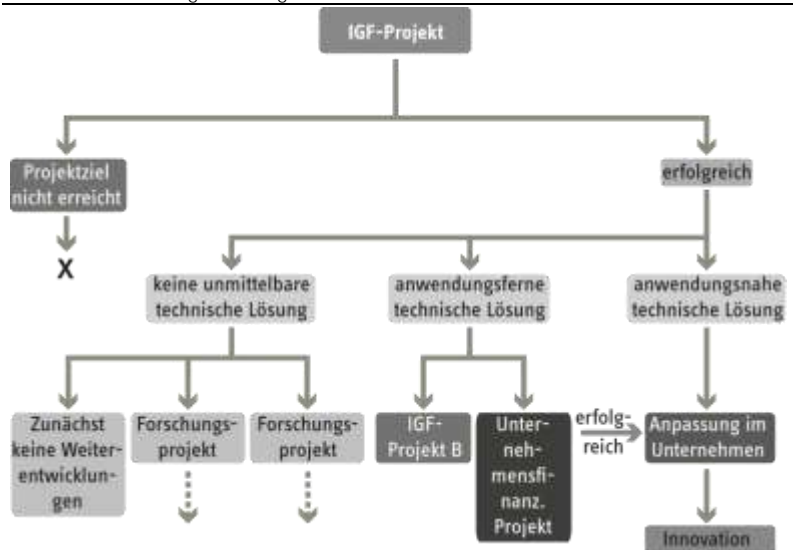 IGF-Projekt
Projektziel
nicht erreicht
erfolgreich
X
keine unmittelbare
technische Lösung
anwendungsferne
technische Lösung
anwendungsnahe
technische Lösung
Zunächst
keine Weiter-
entwicklun-
gen
Forschungs-
projekt
Forschungs-
projekt
IGF-
Projekt B
Unter-
neh-
mensfi-
nanz.
Projekt
erfolg-
reich
Anpassung im
Unternehmen
Innovation